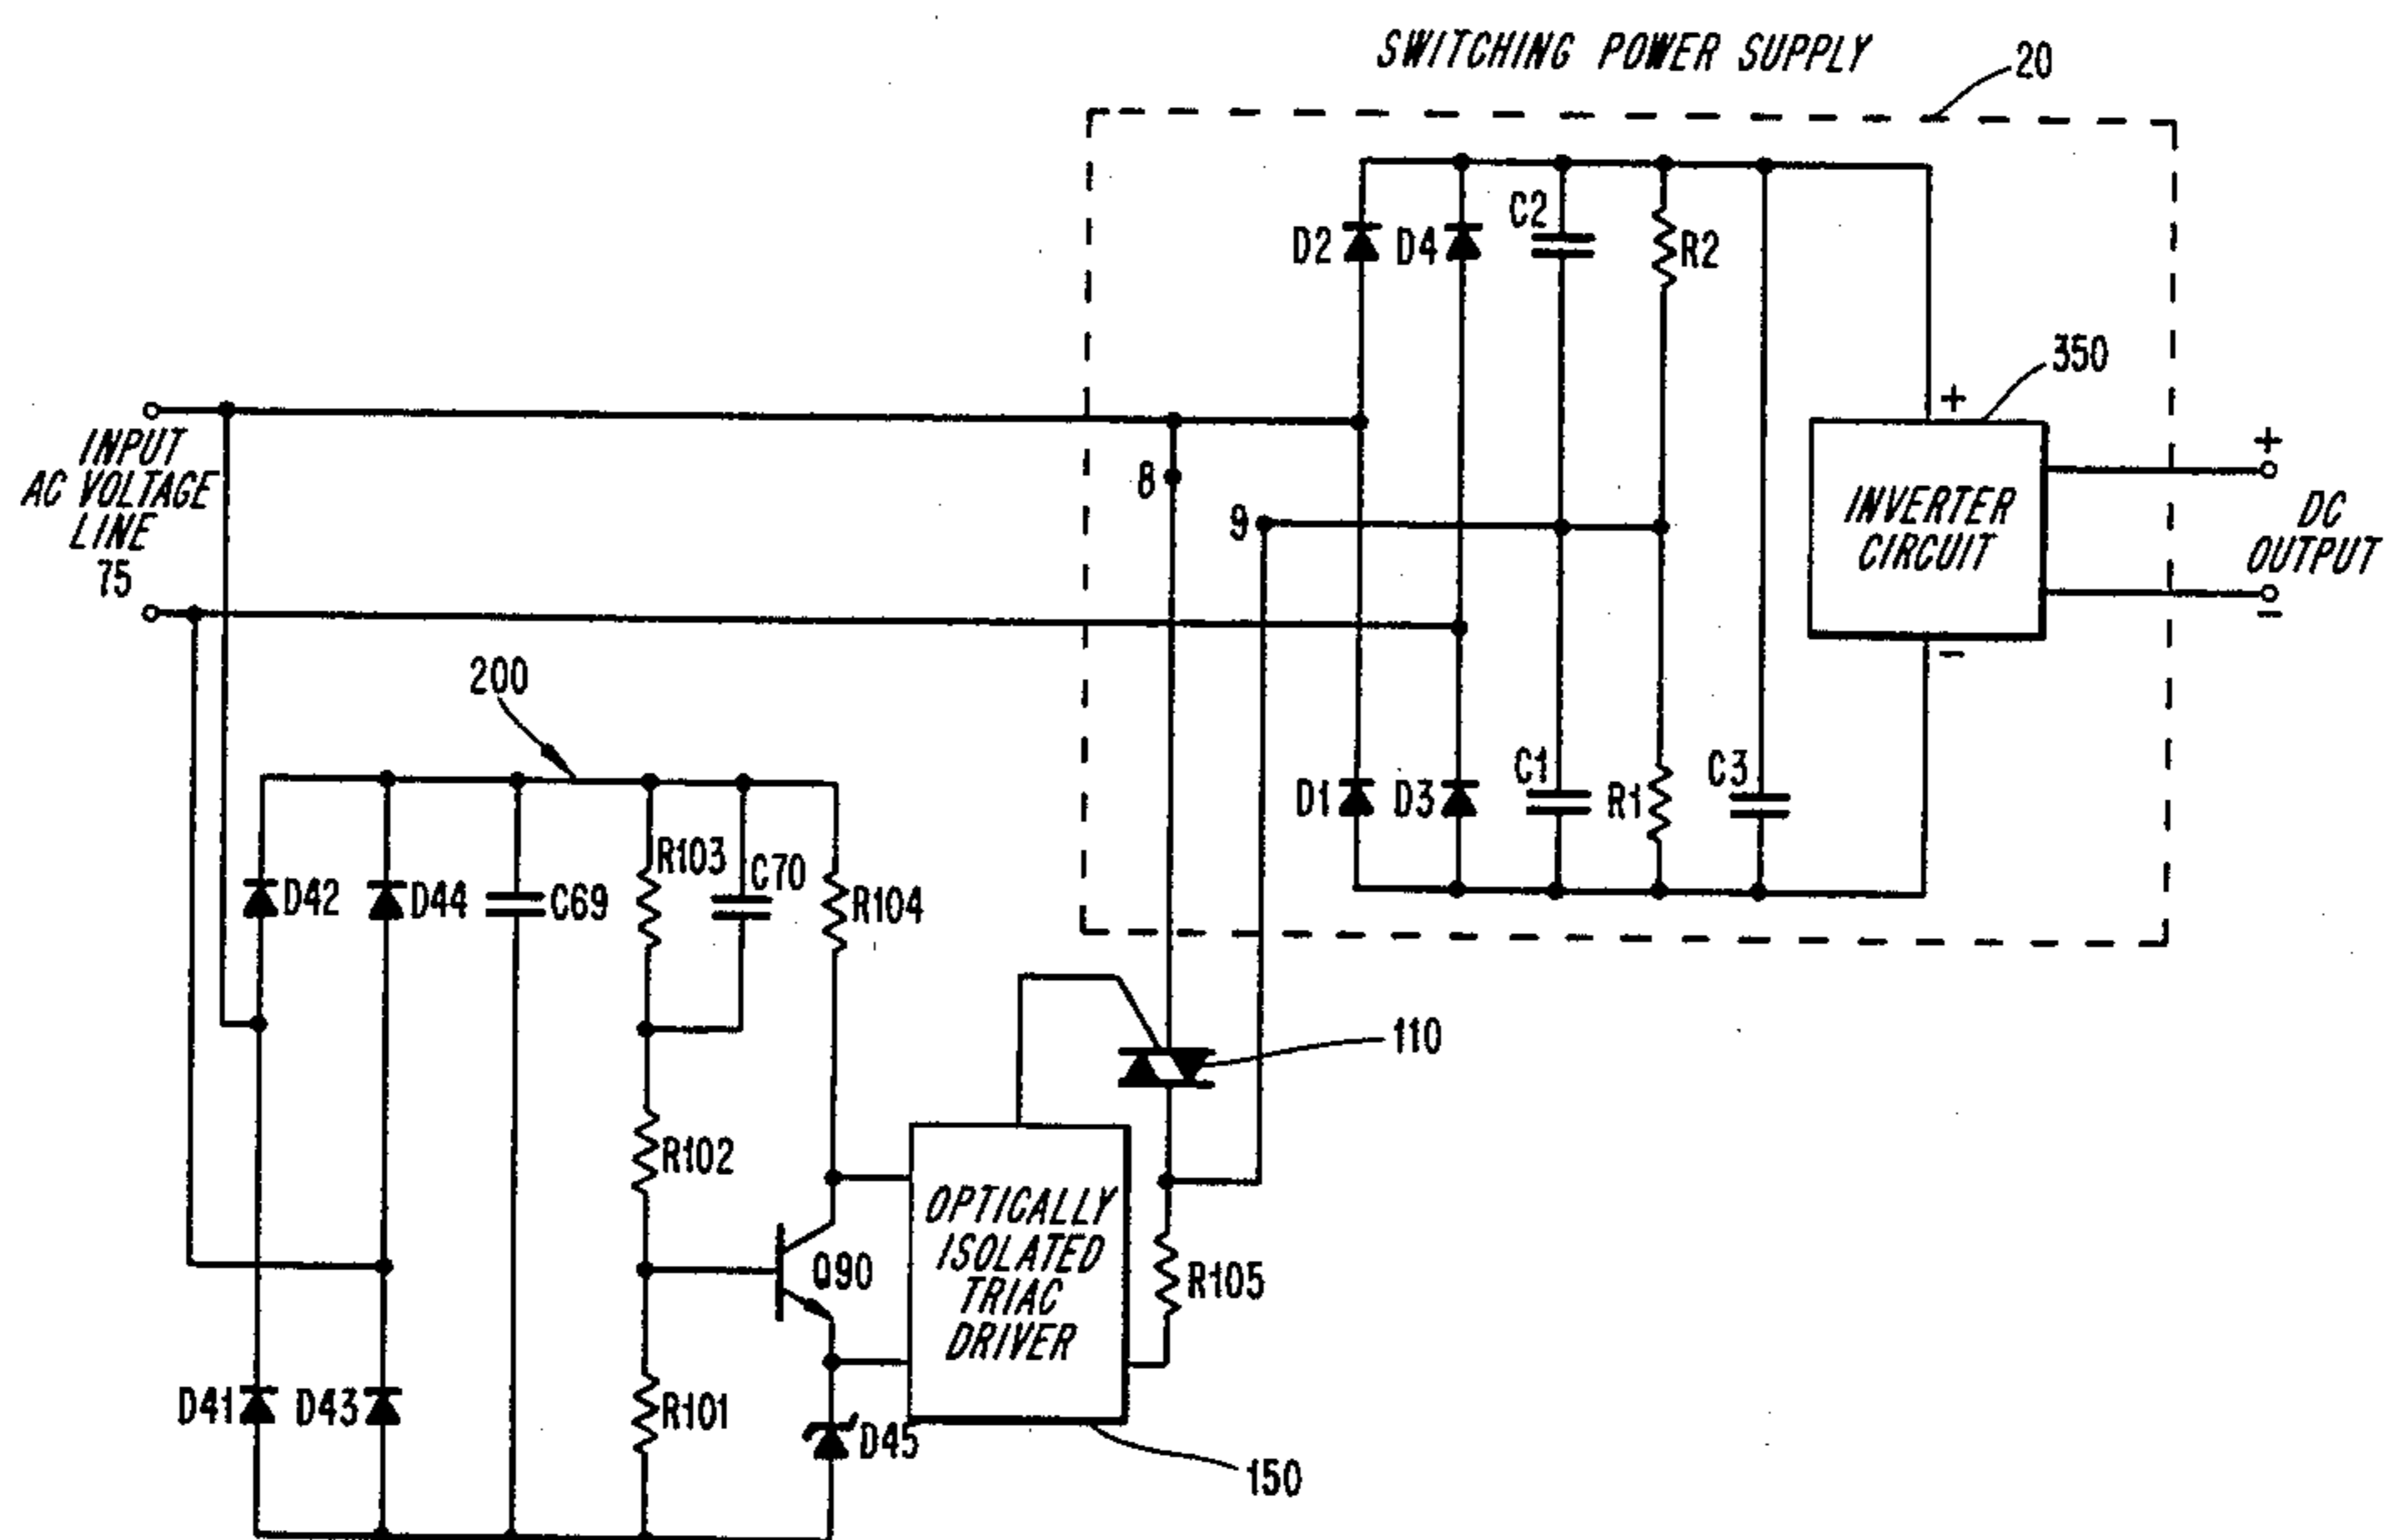 SWITCHING POWER SUPPLY
20
D2
D4
C2
R2
350
+
INPUT
AC VOLTAGE
LINE
75
8
9
INVERTER
CIRCUIT
+
DC
OUTPUT
−
−
200
D1
D3
C1
R1
C3
D42
D44
C69
R103
C70
R104
110
R102
OPTICALLY
ISOLATED
TRIAC
DRIVER
Q90
R105
D41
D43
R101
D45
150